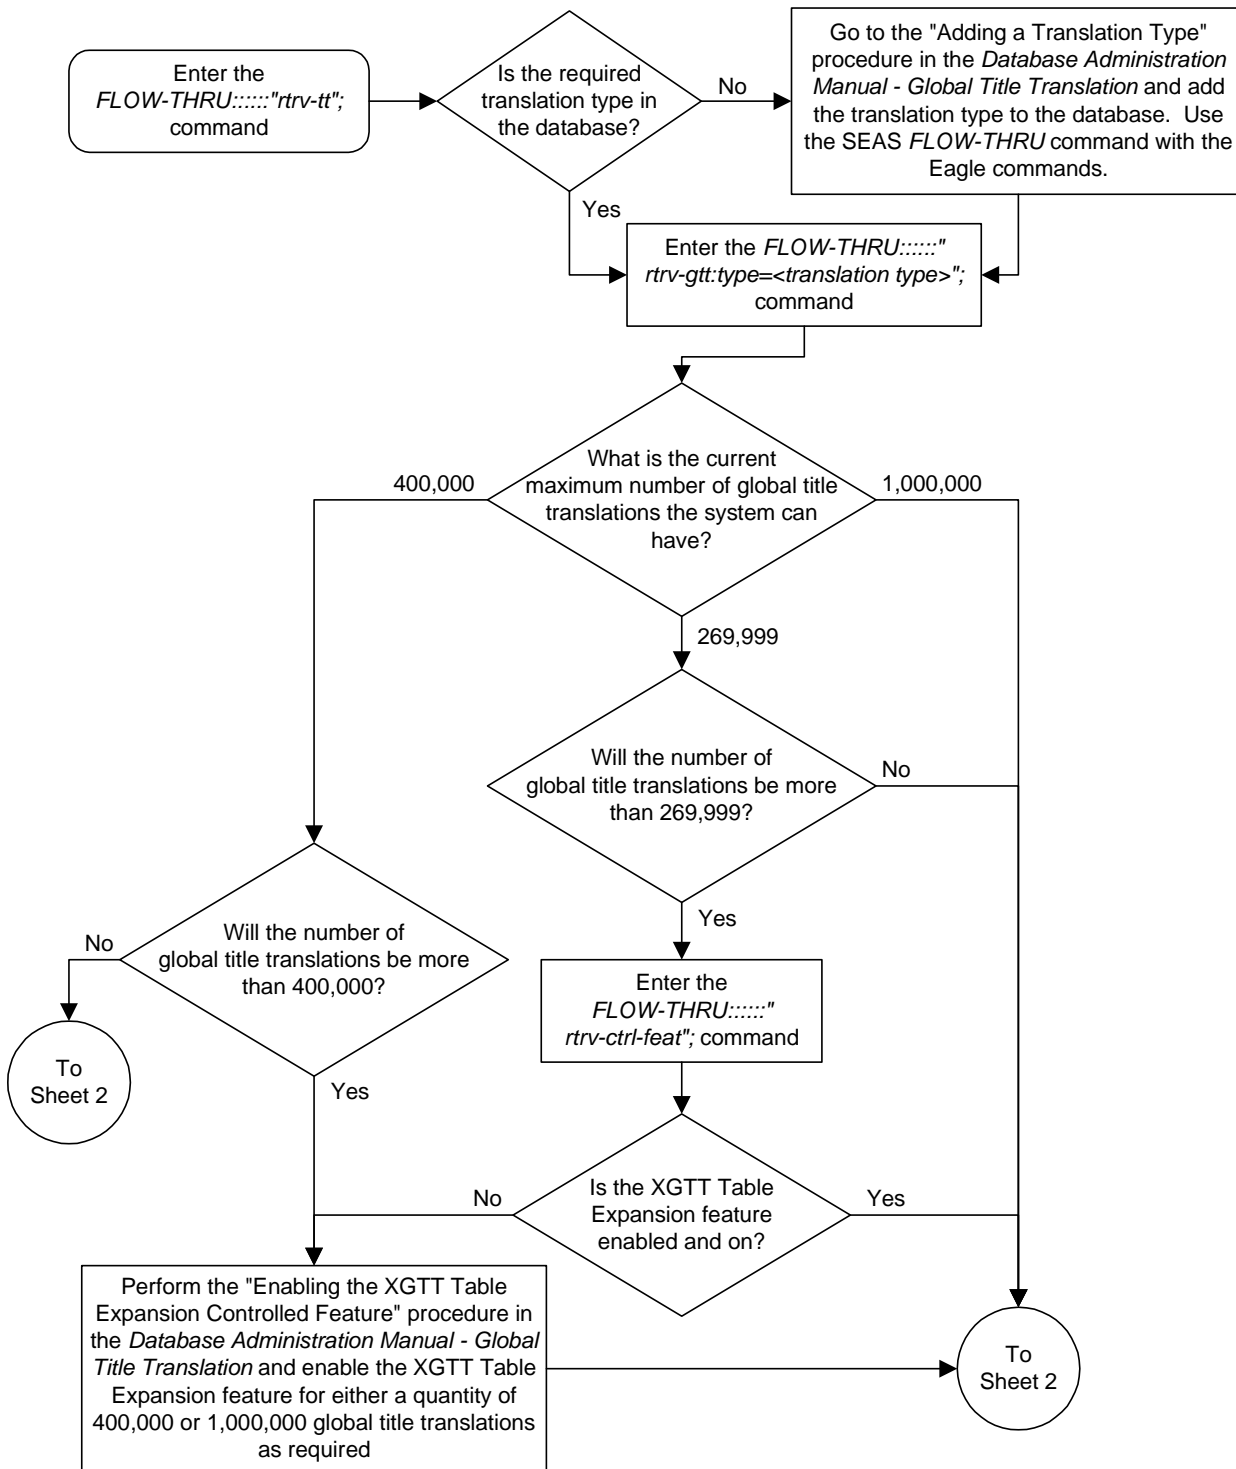 Enter the
FLOW-THRU::::::"rtrv-tt";
command
Is the required
translation type in
the database?
No
Go to the "Adding a Translation Type"
procedure in the Database Administration
Manual - Global Title Translation and add
the translation type to the database.  Use
the SEAS FLOW-THRU command with the
Eagle commands.
Yes
Enter the FLOW-THRU::::::"
rtrv-gtt:type=<translation type>";
command
What is the current
maximum number of global title
translations the system can
have?
400,000
1,000,000
269,999
Will the number of
global title translations be more
than 269,999?
No
Yes
Will the number of
global title translations be more
than 400,000?
No
To
Sheet 2
Yes
Enter the
FLOW-THRU::::::"
rtrv-ctrl-feat"; command
Is the XGTT Table
Expansion feature
enabled and on?
No
Yes
Perform the "Enabling the XGTT Table
Expansion Controlled Feature" procedure in
the Database Administration Manual - Global
Title Translation and enable the XGTT Table
Expansion feature for either a quantity of
400,000 or 1,000,000 global title translations
as required
To
Sheet 2